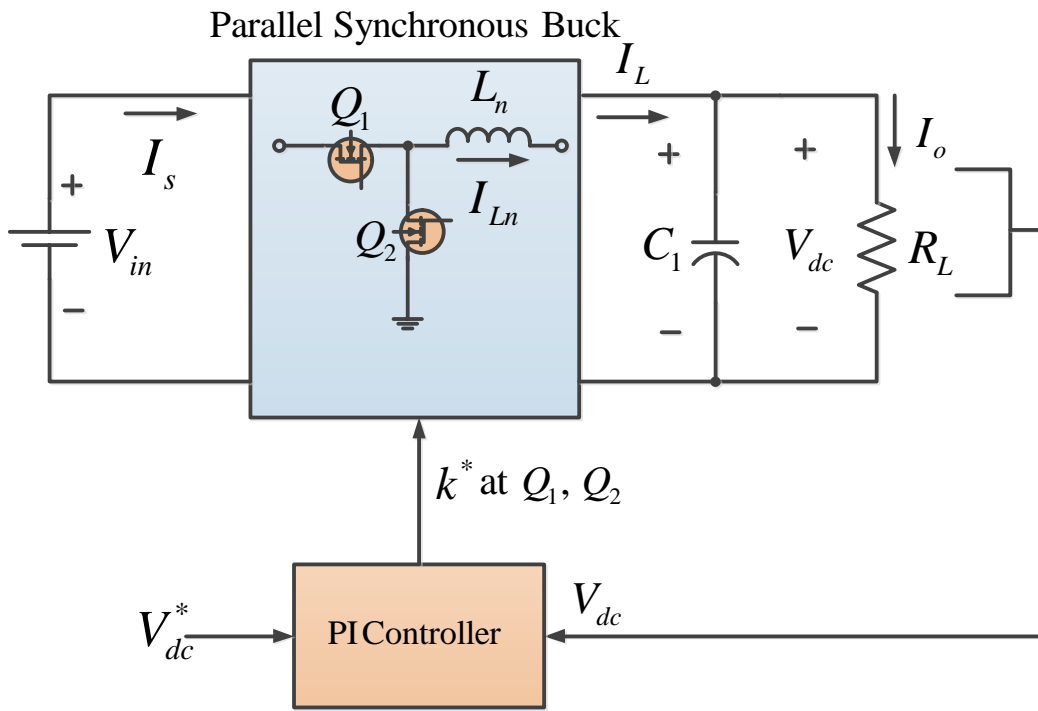 Parallel Synchronous Buck
I_s
+
V_in
−
Q_1
L_n
I_Ln
Q_2
I_L
+
C_1
−
+
V_dc
−
I_o
R_L
k^* at Q_1, Q_2
V_dc^*
PI Controller
V_dc